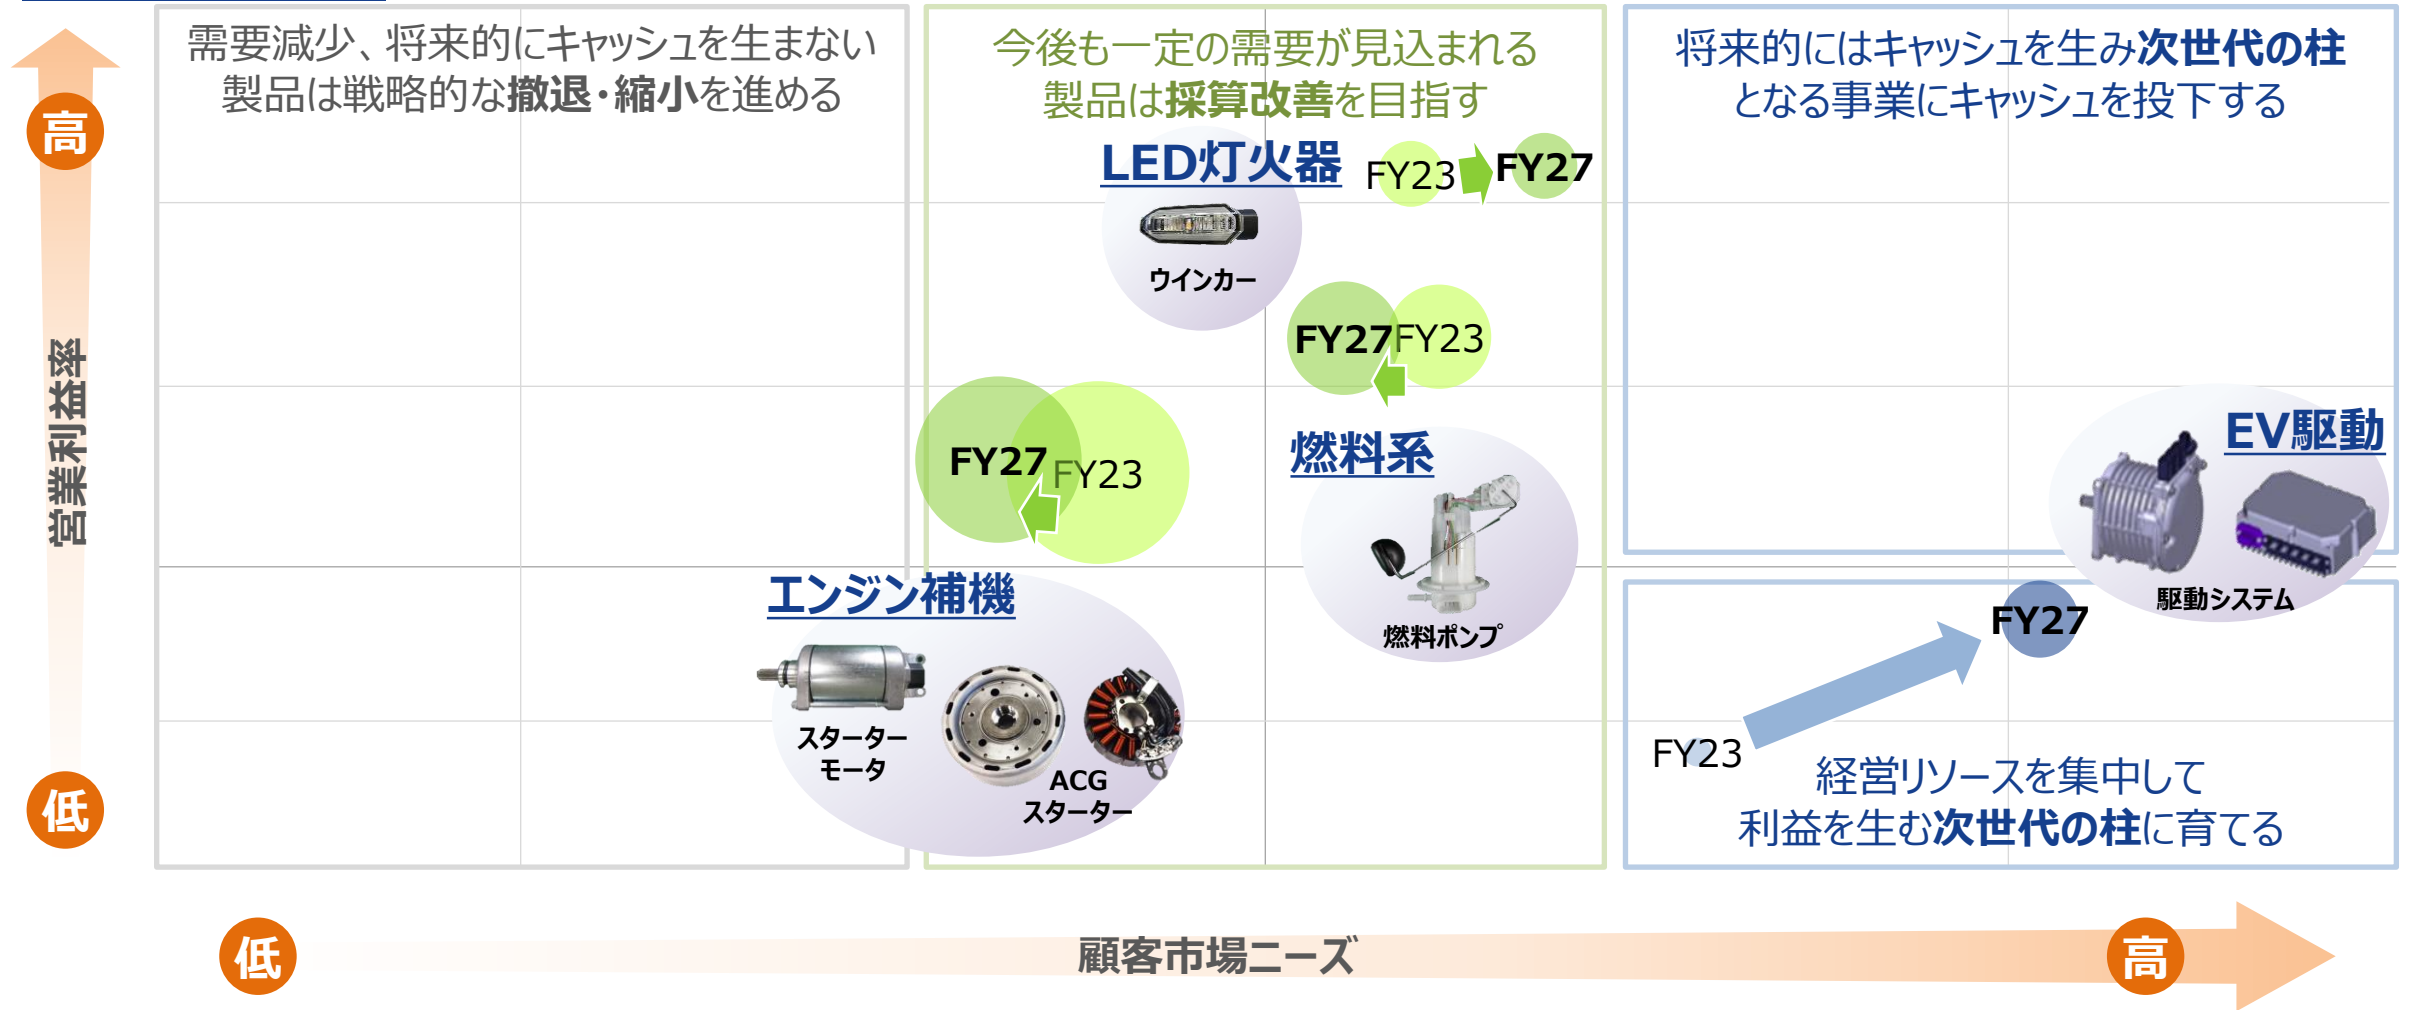 需要減少、将来的にキャッシュを生まない
製品は戦略的な撤退・縮小を進める
今後も一定の需要が見込まれる
製品は採算改善を目指す
将来的にはキャッシュを生み次世代の柱
となる事業にキャッシュを投下する
高
営業利益率
低
LED灯火器
FY23
FY27
ウインカー
FY27
FY23
燃料系
燃料ポンプ
FY27
FY23
エンジン補機
スターター
モータ
ACG
スターター
EV駆動
駆動システム
FY27
FY23
経営リソースを集中して
利益を生む次世代の柱に育てる
低
顧客市場ニーズ
高